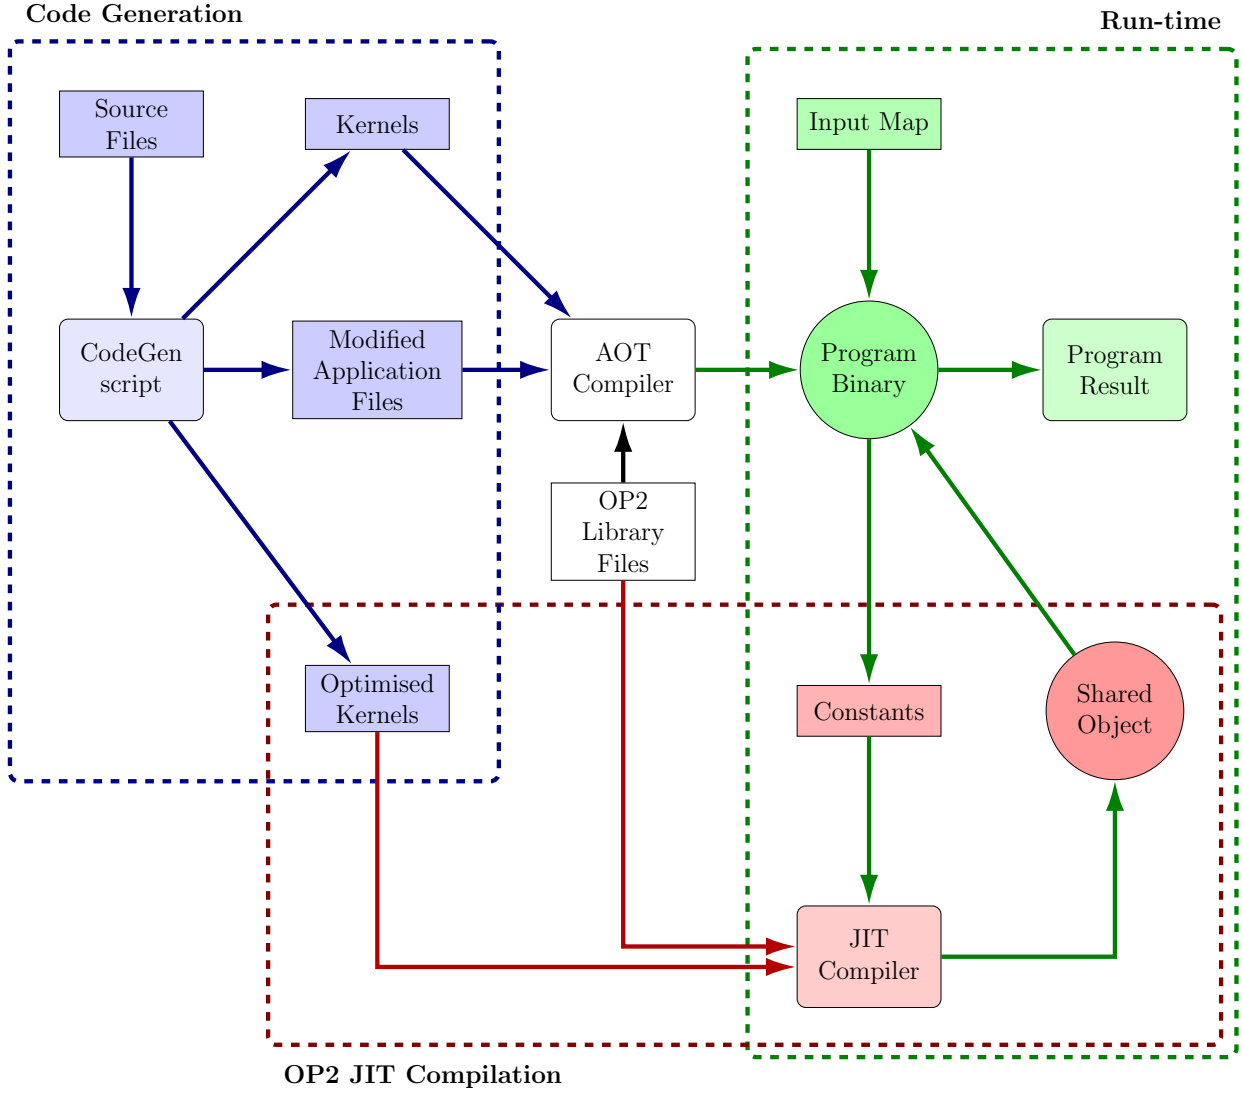 Code Generation
Run-time
Source
Files
Kernels
Input Map
CodeGen
script
Modified
Application
Files
AOT
Compiler
Program
Binary
Program
Result
OP2
Library
Files
Optimised
Kernels
Constants
Shared
Object
JIT
Compiler
OP2 JIT Compilation